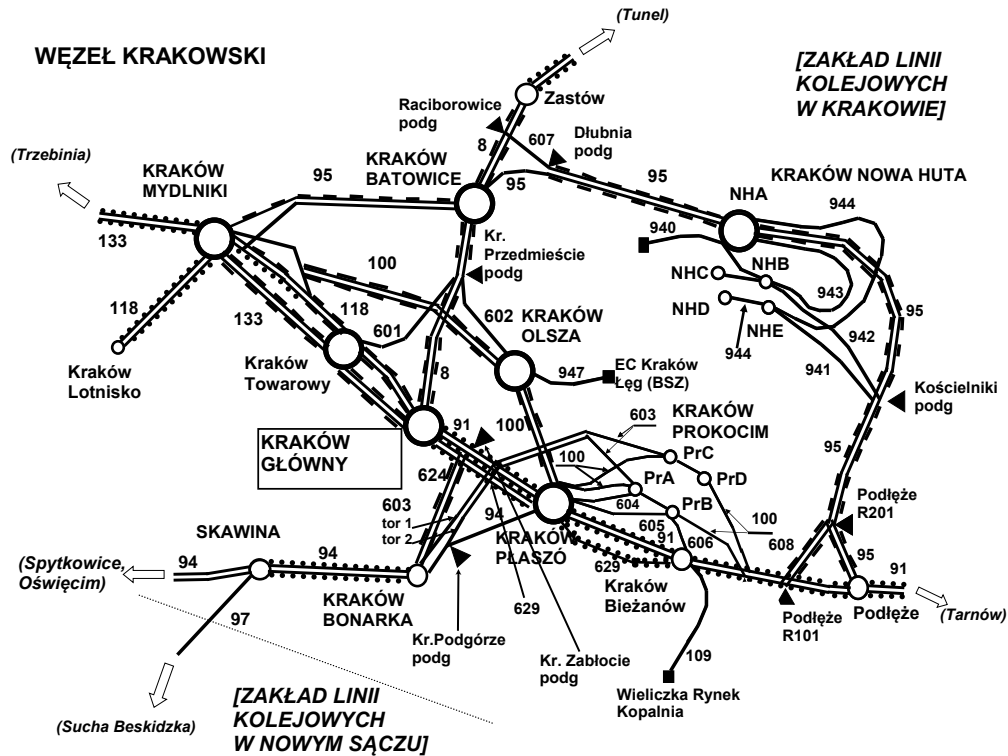 (Tunel)
WĘZEŁ KRAKOWSKI
[ZAKŁAD LINII
KOLEJOWYCH
W KRAKOWIE]
Zastów
Raciborowice
podg
8
607
Dłubnia
podg
(Trzebinia)
KRAKÓW
MYDLNIKI
95
KRAKÓW
BATOWICE
95
95
KRAKÓW NOWA HUTA
NHA
944
133
940
Kr.
Przedmieście
podg
100
NHC
NHB
943
NHD
NHE
944
95
942
941
118
133
118
601
602
KRAKÓW
OLSZA
Kraków
Lotnisko
Kraków
Towarowy
8
947
EC Kraków
Łęg (BSZ)
Kościelniki
podg
KRAKÓW
GŁÓWNY
91
100
603
KRAKÓW
PROKOCIM
95
624
100
PrC
PrA
PrD
603
tor 1
tor 2
94
604
PrB
100
Podłęże
R201
SKAWINA
KRAKÓW
PŁASZÓ
605
91
606
608
95
91
(Spytkowice,
Oświęcim)
94
94
629
Kraków
Bieżanów
Podłęże
(Tarnów)
97
KRAKÓW
BONARKA
629
Podłęże
R101
Kr.Podgórze
podg
Kr. Zabłocie
podg
109
Wieliczka Rynek
Kopalnia
[ZAKŁAD LINII
KOLEJOWYCH
W NOWYM SĄCZU]
(Sucha Beskidzka)